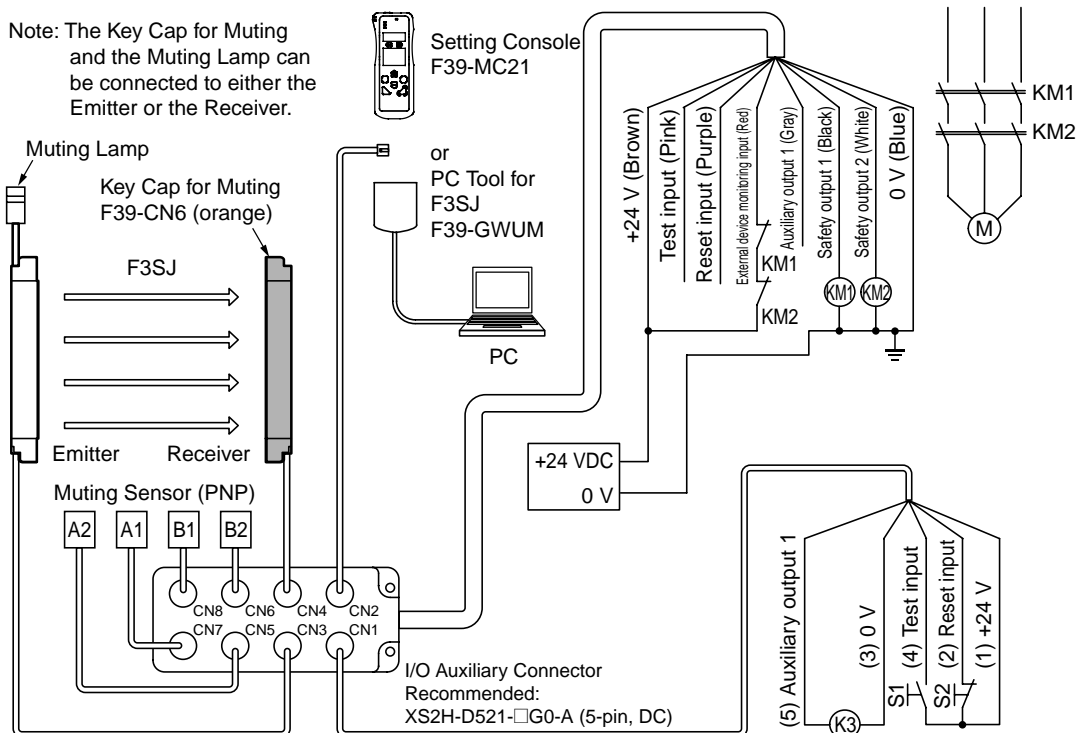 Note: The Key Cap for Muting
and the Muting Lamp can
be connected to either the
Emitter or the Receiver.
Setting Console
F39-MC21
or
PC Tool for
F3SJ
F39-GWUM
PC
Muting Lamp
Key Cap for Muting
F39-CN6 (orange)
F3SJ
Emitter
Receiver
Muting Sensor (PNP)
A2
A1
B1
B2
CN8
CN6
CN4
CN2
CN7
CN5
CN3
CN1
I/O Auxiliary Connector
Recommended:
XS2H-D521-□G0-A (5-pin, DC)
+24 V (Brown)
Test input (Pink)
Reset input (Purple)
External device monitoring input (Red)
Auxiliary output 1 (Gray)
Safety output 1 (Black)
Safety output 2 (White)
0 V (Blue)
KM1
KM2
KM1
KM2
KM1
KM2
M
+24 VDC
0 V
(5) Auxiliary output 1
(3) 0 V
(4) Test input
(2) Reset input
(1) +24 V
S1
S2
K3